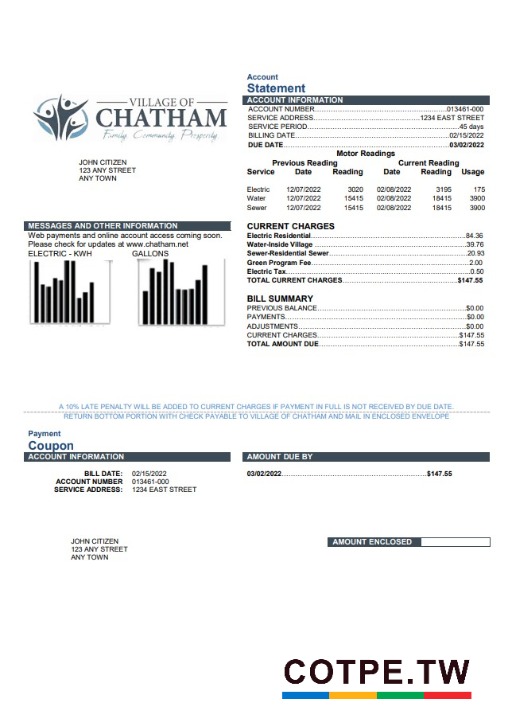 Account
Statement
VILLAGE OF
CHATHAM
Family. Community. Prosperity.
ACCOUNT INFORMATION
ACCOUNT NUMBER...013461-000
SERVICE ADDRESS...1234 EAST STREET
SERVICE PERIOD...45 days
BILLING DATE...02/15/2022
DUE DATE...03/02/2022
JOHN CITIZEN
123 ANY STREET
ANY TOWN
Motor Readings
Previous Reading Current Reading
Service Date Reading Date Reading Usage
Electric 12/07/2022 3020 02/08/2022 3195 175
Water 12/07/2022 15415 02/08/2022 18415 3900
Sewer 12/07/2022 15415 02/08/2022 18415 3900
MESSAGES AND OTHER INFORMATION
Web payments and online account access coming soon.
Please check for updates at www.chatham.net
ELECTRIC - KWH GALLONS
CURRENT CHARGES
Electric Residential...84.36
Water-Inside Village...39.76
Sewer-Residential Sewer...20.93
Green Program Fee...2.00
Electric Tax...0.50
TOTAL CURRENT CHARGES...$147.55
BILL SUMMARY
PREVIOUS BALANCE...$0.00
PAYMENTS...$0.00
ADJUSTMENTS...$0.00
CURRENT CHARGES...$147.55
TOTAL AMOUNT DUE...$147.55
A 10% LATE PENALTY WILL BE ADDED TO CURRENT CHARGES IF PAYMENT IN FULL IS NOT RECEIVED BY DUE DATE.
RETURN BOTTOM PORTION WITH CHECK PAYABLE TO VILLAGE OF CHATHAM AND MAIL IN ENCLOSED ENVELOPE
Payment
Coupon
ACCOUNT INFORMATION
BILL DATE: 02/15/2022
ACCOUNT NUMBER 013461-000
SERVICE ADDRESS: 1234 EAST STREET
AMOUNT DUE BY
03/02/2022...$147.55
JOHN CITIZEN
123 ANY STREET
ANY TOWN
AMOUNT ENCLOSED
COTPE.TW